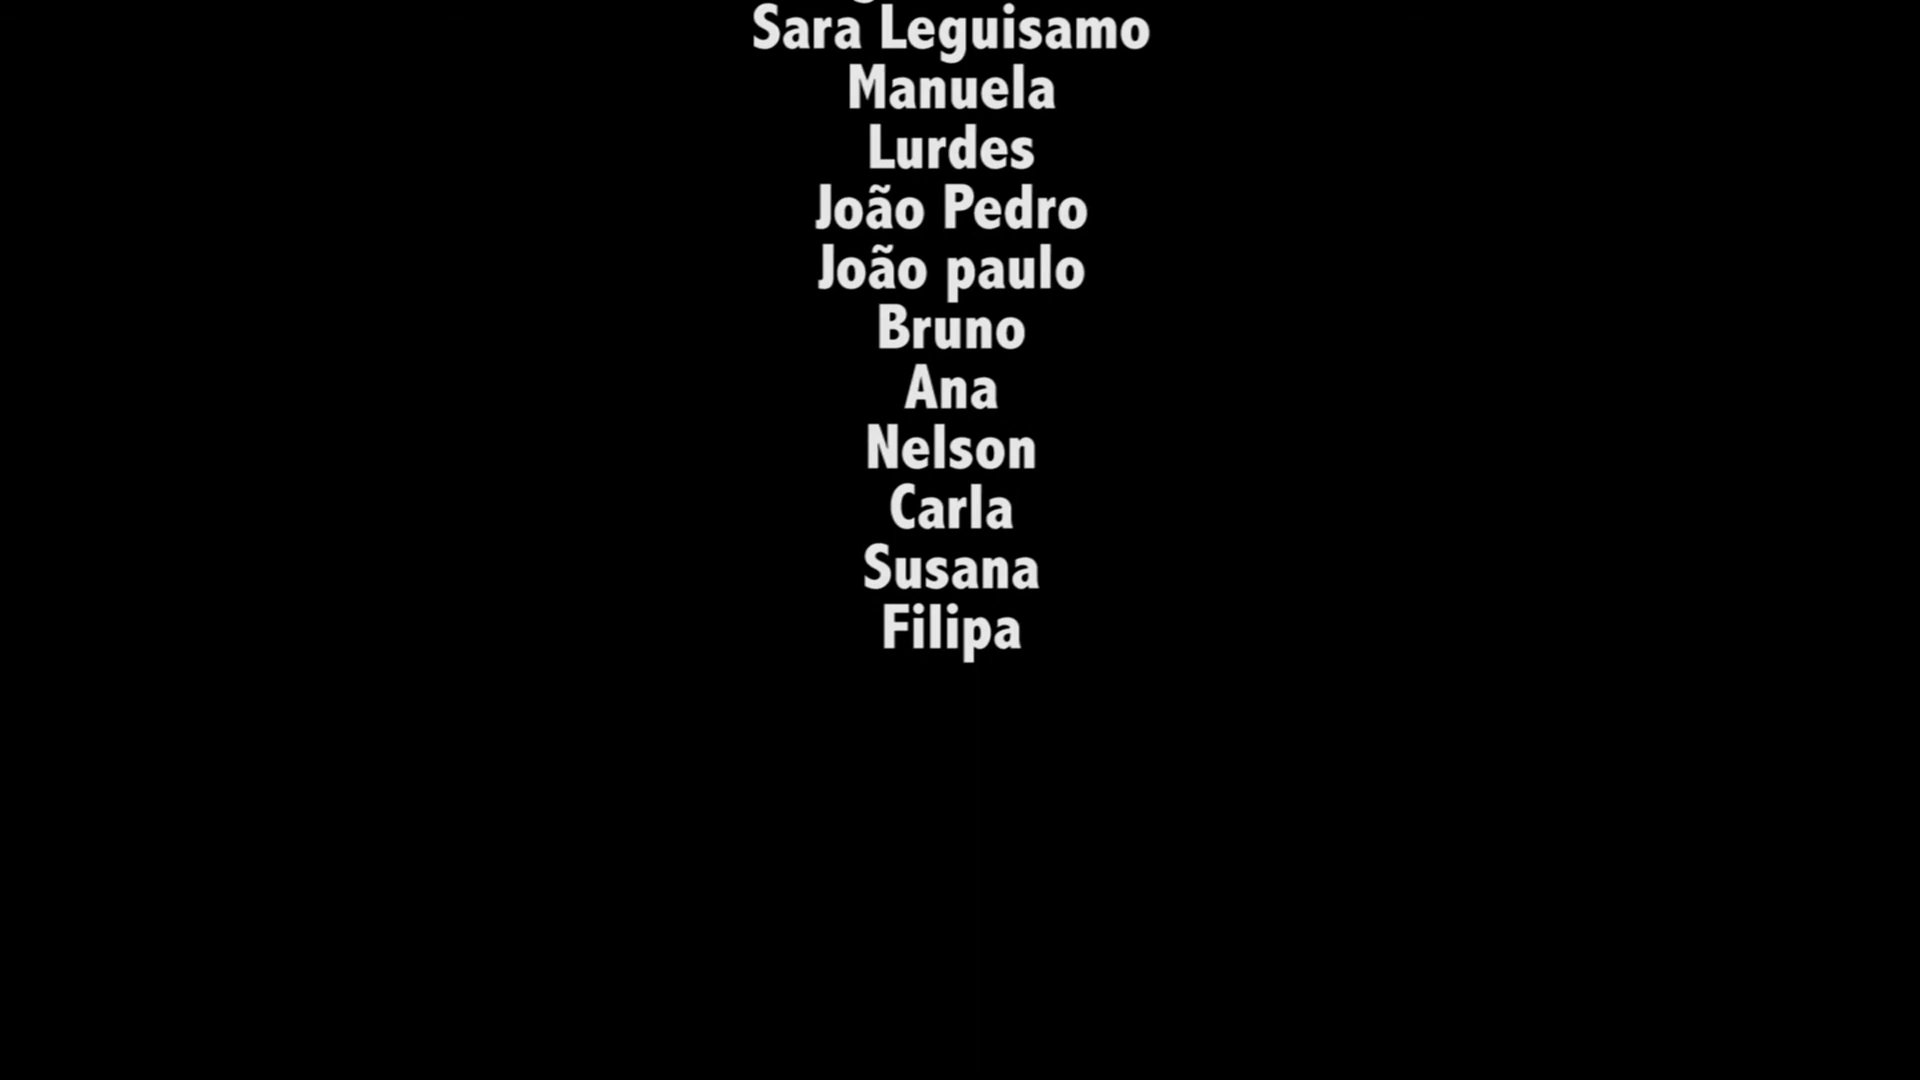 Sara Leguisamo
Manuela
Lurdes
João Pedro
João paulo
Bruno
Ana
Nelson
Carla
Susana
Filipa